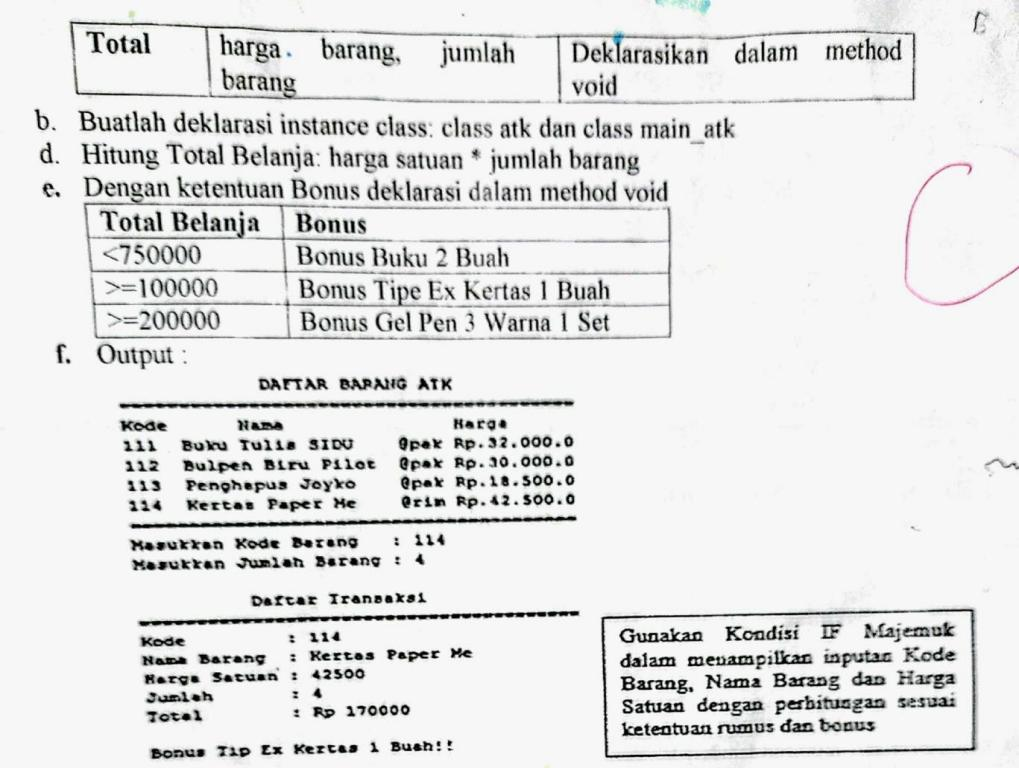 Total harga barang, jumlah barang Deklarasikan dalam method void
b. Buatlah deklarasi instance class: class atk dan class main_atk
d. Hitung Total Belanja: harga satuan * jumlah barang
e. Dengan ketentuan Bonus deklarasi dalam method void
Total Belanja Bonus
<750000 Bonus Buku 2 Buah
>=100000 Bonus Tipe Ex Kertas 1 Buah
>=200000 Bonus Gel Pen 3 Warna 1 Set
f. Output :
DAFTAR BARANG ATK
Kode Nama Harga
111 Buku Tulis SIDU @pak Rp.32.000.0
112 Bulpen Biru Pilot @pak Rp.30.000.0
113 Penghapus Joyko @pak Rp.18.500.0
114 Kertas Paper Me @rim Rp.42.500.0
Masukkan Kode Barang : 114
Masukkan Jumlah Barang : 4
Daftar Transaksi
Kode : 114
Nama Barang : Kertas Paper Me
Harga Satuan : 42500
Jumlah : 4
Total : Rp 170000
Bonus Tip Ex Kertas 1 Buah!!
Gunakan Kondisi IF Majemuk
dalam menampilkan inputan Kode
Barang, Nama Barang dan Harga
Satuan dengan perhitungan sesuai
ketentuan rumus dan bonus